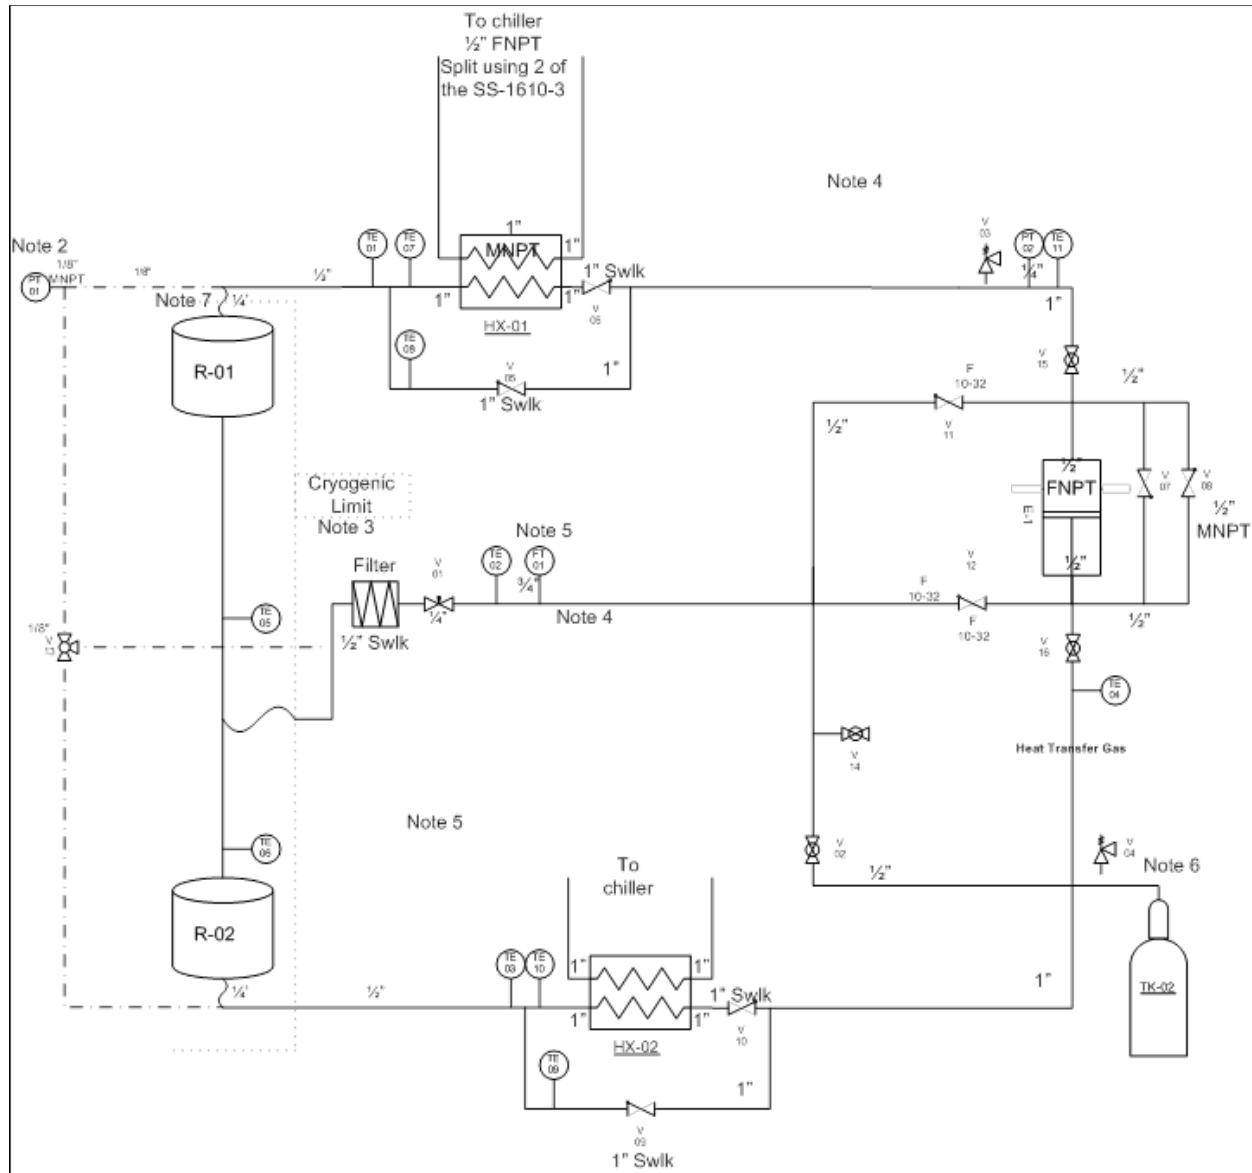 To chiller
½” FNPT
Split using 2 of
the SS-1610-3
Note 4
1”
MNPT
1”
1”
1”
HX-01
1” Swlk
V
06
TE
01
TE
07
½”
V
03
PT
02
TE
11
¼”
1”
Note 2
1/8”
MNPT
PT
01
1/8"
Note 7
¼’
R-01
TE
08
V
05
1” Swlk
1”
V
15
F
10-32
V
11
½”
½”
½”
FNPT
E-1
½”
V
07
V
08
½”
MNPT
Cryogenic
Limit
Note 3
Filter
½” Swlk
V
01
¼”
TE
02
FT
01
¾”
Note 5
Note 4
F
10-32
V
12
F
10-32
½”
TE
05
1/8"
V
13
V
16
TE
04
Heat Transfer Gas
V
14
Note 5
TE
06
V
02
½”
V
04
Note 6
TK-02
R-02
¼’
½”
To
chiller
TE
03
TE
10
1”
1”
1”
1”
HX-02
1” Swlk
V
10
1”
TE
09
V
09
1” Swlk
1”